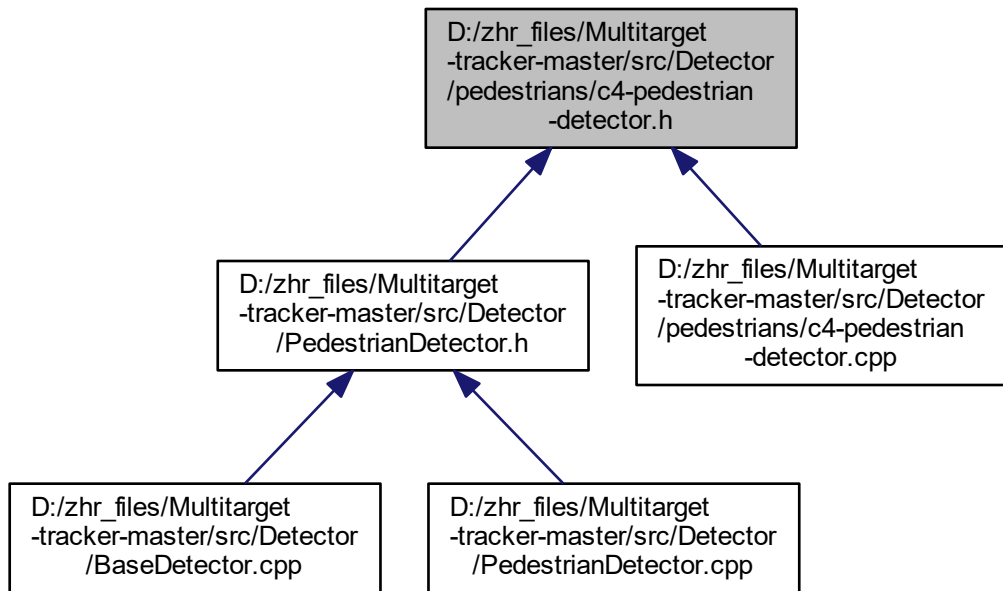 D:/zhr_files/Multitarget
-tracker-master/src/Detector
/pedestrians/c4-pedestrian
-detector.h
D:/zhr_files/Multitarget
-tracker-master/src/Detector
/PedestrianDetector.h
D:/zhr_files/Multitarget
-tracker-master/src/Detector
/pedestrians/c4-pedestrian
-detector.cpp
D:/zhr_files/Multitarget
-tracker-master/src/Detector
/BaseDetector.cpp
D:/zhr_files/Multitarget
-tracker-master/src/Detector
/PedestrianDetector.cpp